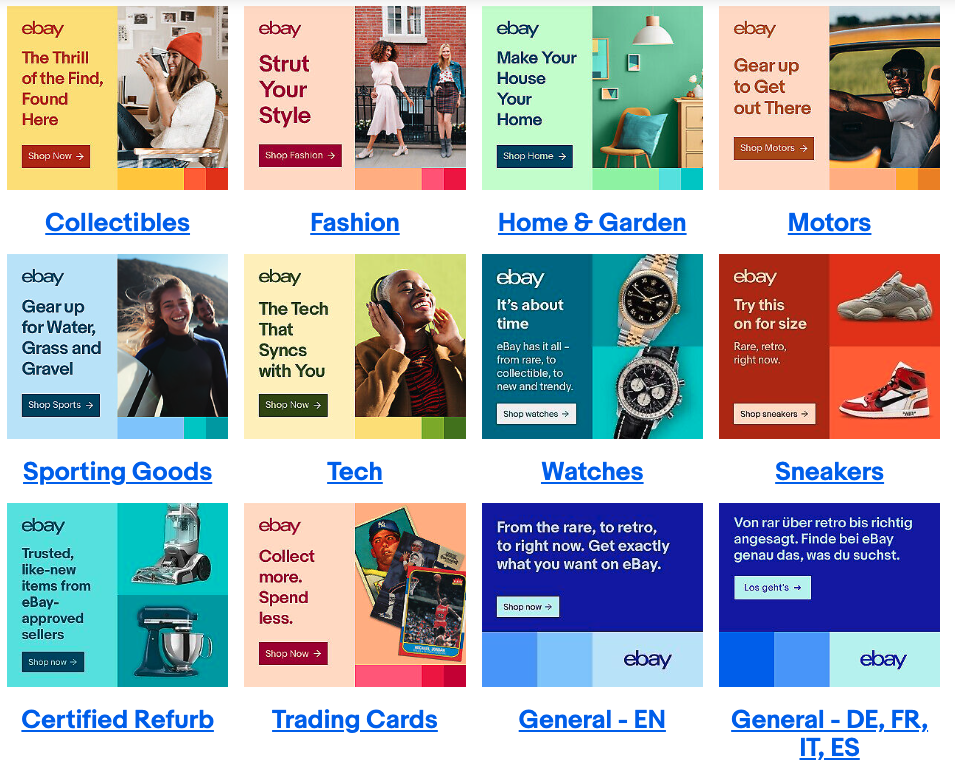 ebay
The Thrill
of the Find,
Found
Here
Shop Now →
Collectibles
ebay
Strut
Your
Style
Shop Fashion →
Fashion
ebay
Make Your
House
Your
Home
Shop Home →
Home & Garden
ebay
Gear up
to Get
out There
Shop Motors →
Motors
ebay
Gear up
for Water,
Grass and
Gravel
Shop Sports →
Sporting Goods
ebay
The Tech
That
Syncs
with You
Shop Now →
Tech
ebay
It's about
time
eBay has it all –
from rare, to
collectible, to
new and trendy.
Shop watches →
Watches
ebay
Try this
on for size
Rare, retro,
right now.
Shop sneakers →
Sneakers
ebay
Trusted,
like-new
items from
eBay-
approved
sellers
Shop now →
Certified Refurb
ebay
Collect
more.
Spend
less.
Shop Now →
Trading Cards
From the rare, to retro,
to right now. Get exactly
what you want on eBay.
Shop now →
ebay
General - EN
Von rar über retro bis richtig
angesagt. Finde bei eBay
genau das, was du suchst.
Los geht's →
ebay
General - DE, FR,
IT, ES